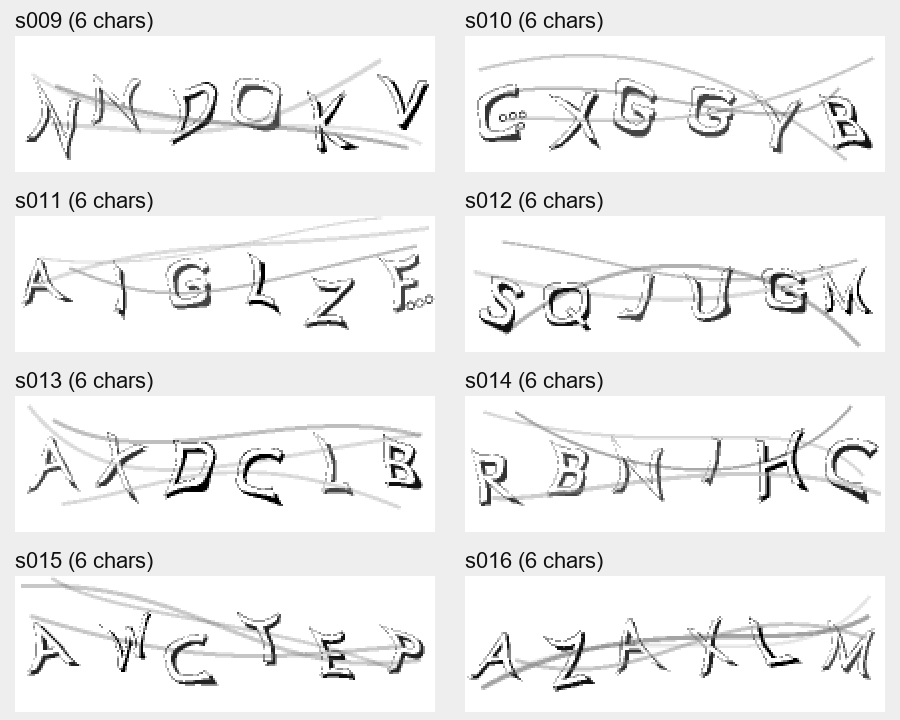 s009 (6 chars) s010 (6 chars)
NNDOKV CXGGYB
s011 (6 chars) s012 (6 chars)
AIGLZF SQJUGM
s013 (6 chars) s014 (6 chars)
AXDCLB RBNIHC
s015 (6 chars) s016 (6 chars)
AWCYEP AZAXLM